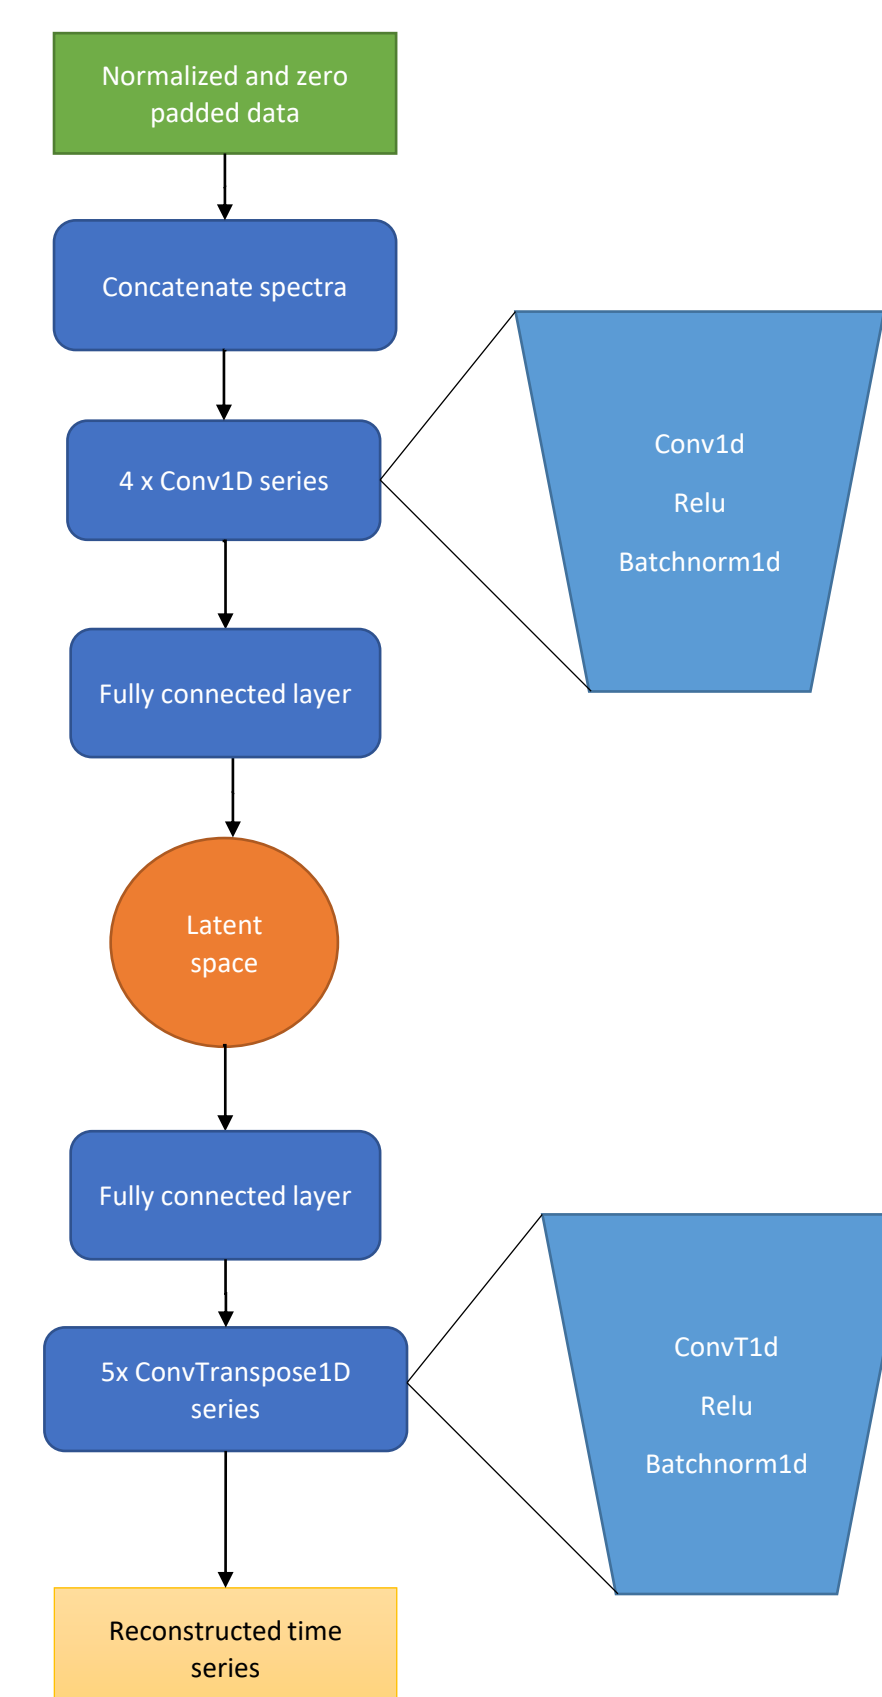 Normalized and zero
padded data
Concatenate spectra
4 x Conv1D series
Conv1d
Relu
Batchnorm1d
Fully connected layer
Latent
space
Fully connected layer
5x ConvTranspose1D
series
ConvT1d
Relu
Batchnorm1d
Reconstructed time
series